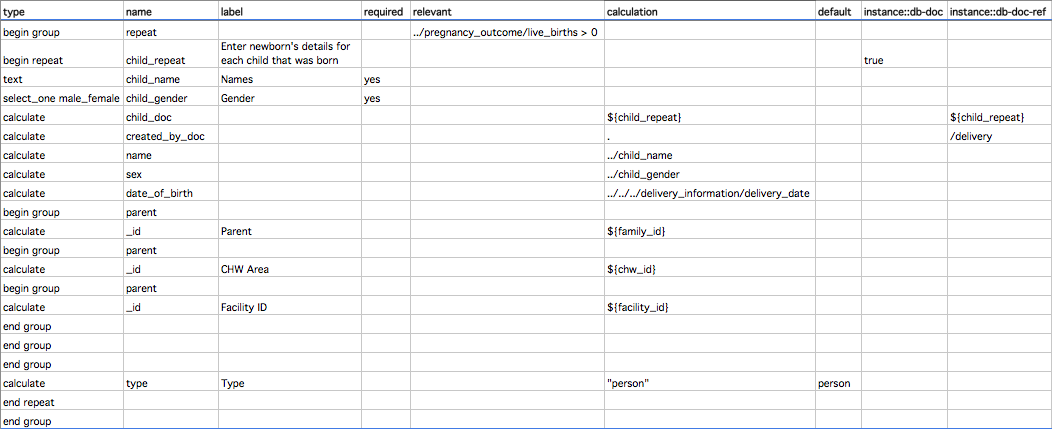 type name label required relevant calculation default instance::db-doc instance::db-doc-ref
begin group repeat ../pregnancy_outcome/live_births > 0
Enter newborn's details for
begin repeat child_repeat each child that was born true
text child_name Names yes
select_one male_female child_gender Gender yes
calculate child_doc ${child_repeat} ${child_repeat}
calculate created_by_doc . /delivery
calculate name ../child_name
calculate sex ../child_gender
calculate date_of_birth ../../../delivery_information/delivery_date
begin group parent
calculate _id Parent ${family_id}
begin group parent
calculate _id CHW Area ${chw_id}
begin group parent
calculate _id Facility ID ${facility_id}
end group
end group
end group
calculate type Type "person" person
end repeat
end group